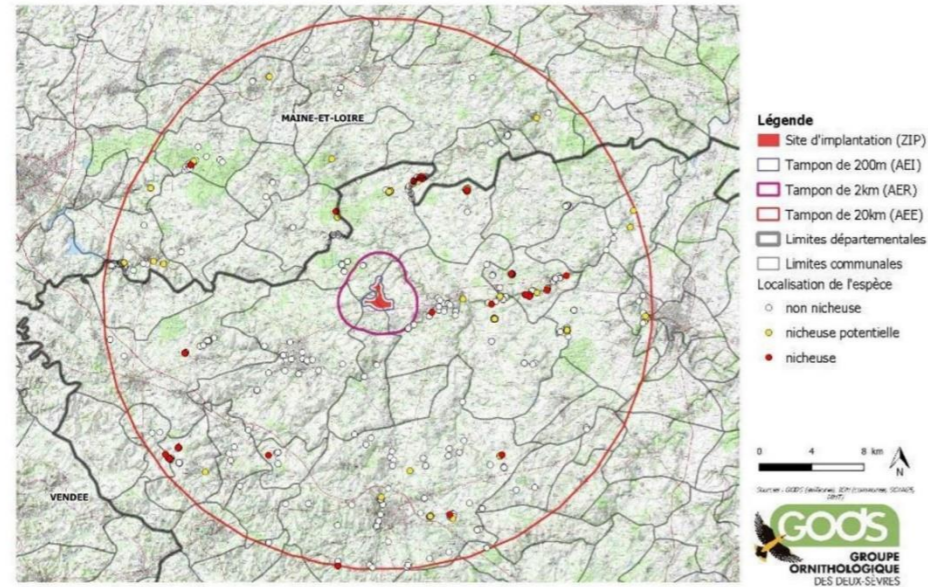 MAINE-ET-LOIRE
VENDEE
Légende
Site d'implantation (ZIP)
Tampon de 200m (AEI)
Tampon de 2km (AER)
Tampon de 20km (AEE)
Limites départementales
Limites communales
Localisation de l'espèce
non nicheuse
nicheuse potentielle
nicheuse
0 4 8 km
N
GODS
GROUPE
ORNITHOLOGIQUE
DES DEUX-SÈVRES